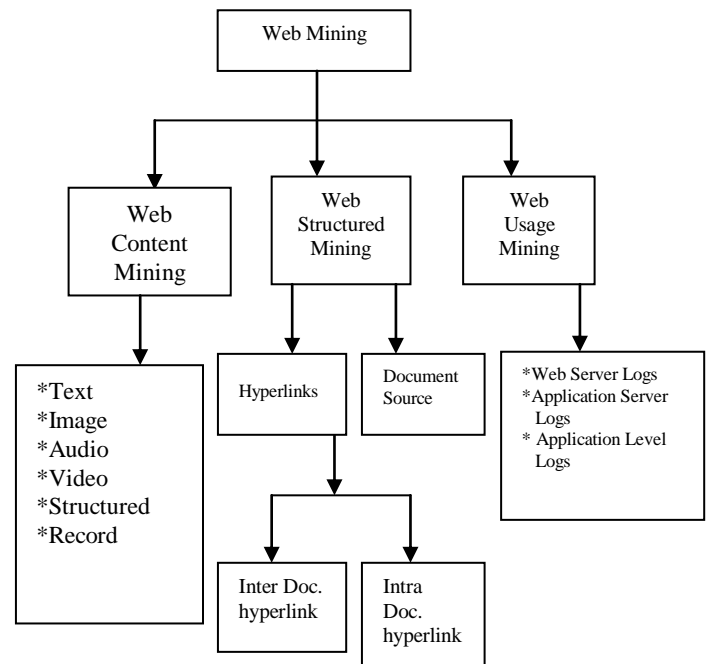 Web Mining
Web
Content
Mining
Web
Structured
Mining
Web
Usage
Mining
*Text
*Image
*Audio
*Video
*Structured
*Record
Hyperlinks
Document
Source
*Web Server Logs
*Application Server
Logs
* Application Level
Logs
Inter Doc.
hyperlink
Intra
Doc.
hyperlink